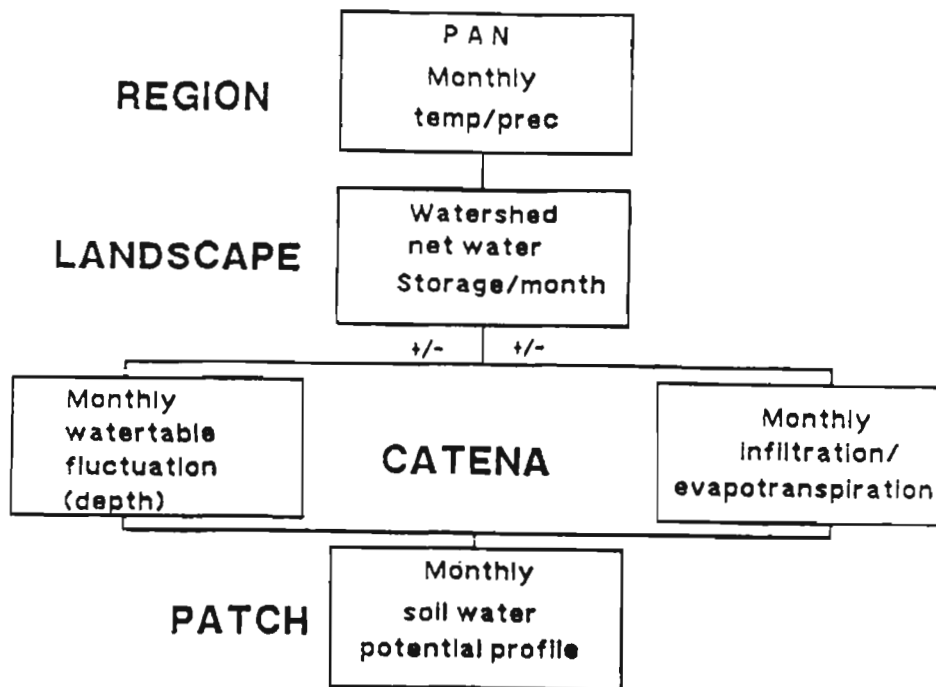 PAN
Monthly
temp/prec
REGION
Watershed
net water
Storage/month
LANDSCAPE
+/- +/-
Monthly
watertable
fluctuation
(depth)
CATENA
Monthly
infiltration/
evapotranspiration
Monthly
soil water
potential profile
PATCH